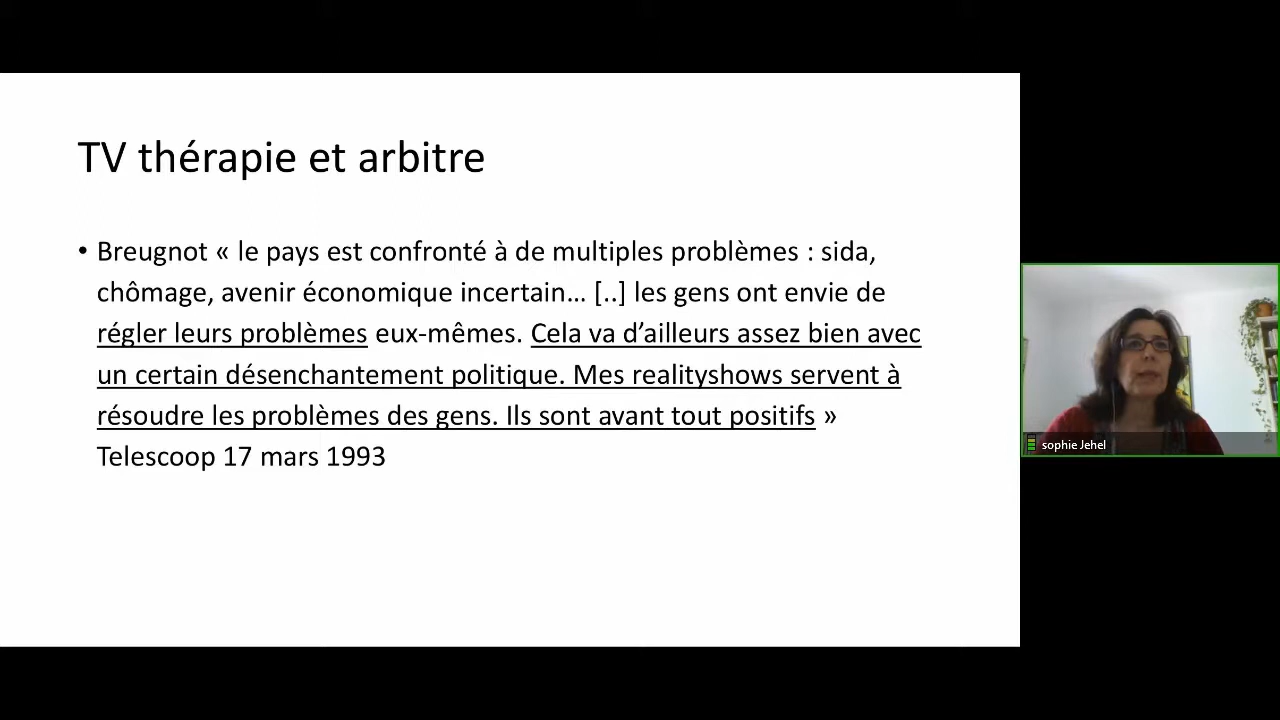 TV thérapie et arbitre
• Breugnot « le pays est confronté à de multiples problèmes : sida,
chômage, avenir économique incertain… [..] les gens ont envie de
régler leurs problèmes eux-mêmes. Cela va d’ailleurs assez bien avec
un certain désenchantement politique. Mes realityshows servent à
résoudre les problèmes des gens. Ils sont avant tout positifs »
Telescoop 17 mars 1993
sophie Jehel